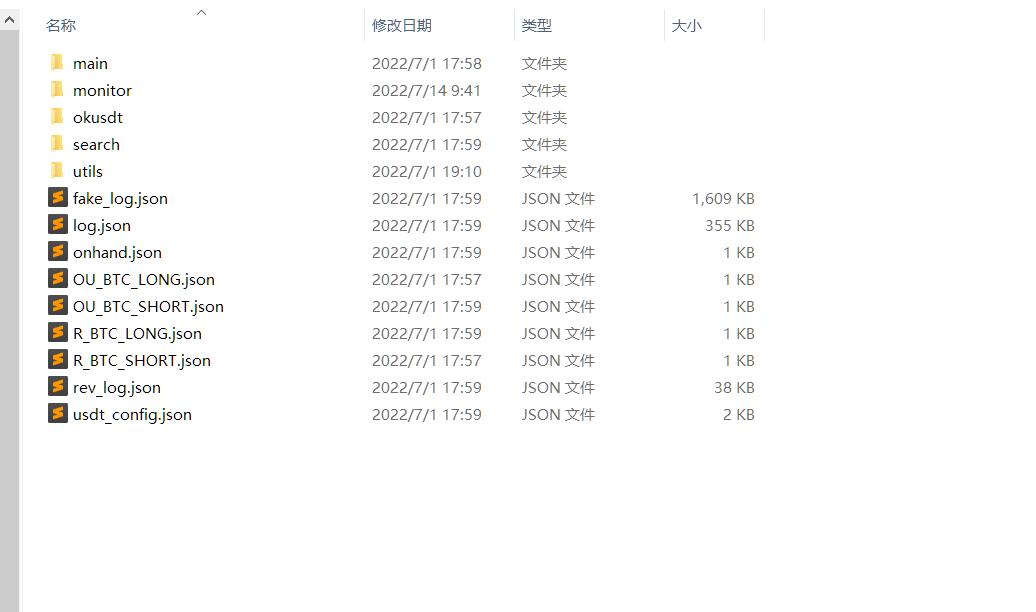 名称 修改日期 类型 大小
main 2022/7/1 17:58 文件夹
monitor 2022/7/14 9:41 文件夹
okusdt 2022/7/1 17:57 文件夹
search 2022/7/1 17:59 文件夹
utils 2022/7/1 19:10 文件夹
fake_log.json 2022/7/1 17:59 JSON 文件 1,609 KB
log.json 2022/7/1 17:59 JSON 文件 355 KB
onhand.json 2022/7/1 17:59 JSON 文件 1 KB
OU_BTC_LONG.json 2022/7/1 17:57 JSON 文件 1 KB
OU_BTC_SHORT.json 2022/7/1 17:59 JSON 文件 1 KB
R_BTC_LONG.json 2022/7/1 17:59 JSON 文件 1 KB
R_BTC_SHORT.json 2022/7/1 17:57 JSON 文件 1 KB
rev_log.json 2022/7/1 17:59 JSON 文件 38 KB
usdt_config.json 2022/7/1 17:59 JSON 文件 2 KB